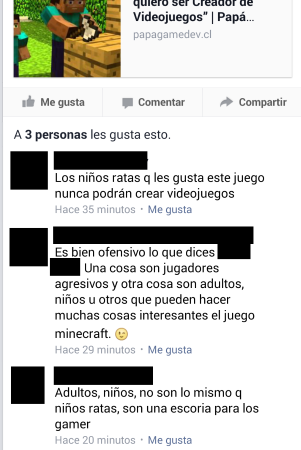 quiero ser Creador de
Videojuegos" | Papá...
papagamedev.cl
Me gusta
Comentar
Compartir
A 3 personas les gusta esto.
Los niños ratas q les gusta este juego
nunca podrán crear videojuegos
Hace 35 minutos · Me gusta
Es bien ofensivo lo que dices
Una cosa son jugadores
agresivos y otra cosa son adultos,
niños u otros que pueden hacer
muchas cosas interesantes el juego
minecraft. 😉
Hace 29 minutos · Me gusta
Adultos, niños, no son lo mismo q
niños ratas, son una escoria para los
gamer
Hace 20 minutos · Me gusta